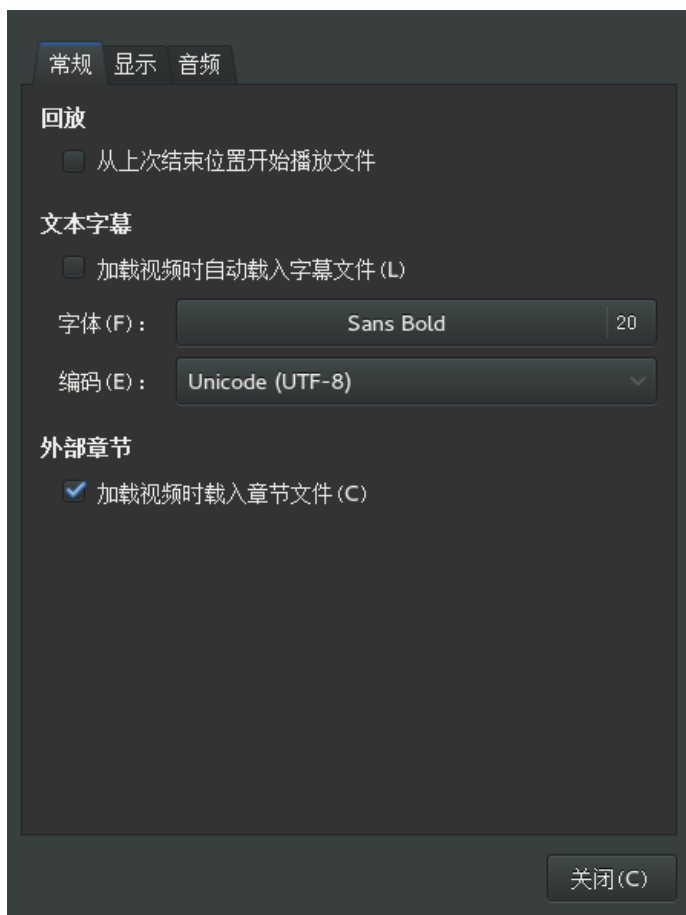 常规 显示 音频
回放
从上次结束位置开始播放文件
文本字幕
加载视频时自动载入字幕文件(L)
字体(F)： Sans Bold 20
编码(E)： Unicode (UTF-8)
外部章节
加载视频时载入章节文件(C)
关闭(C)